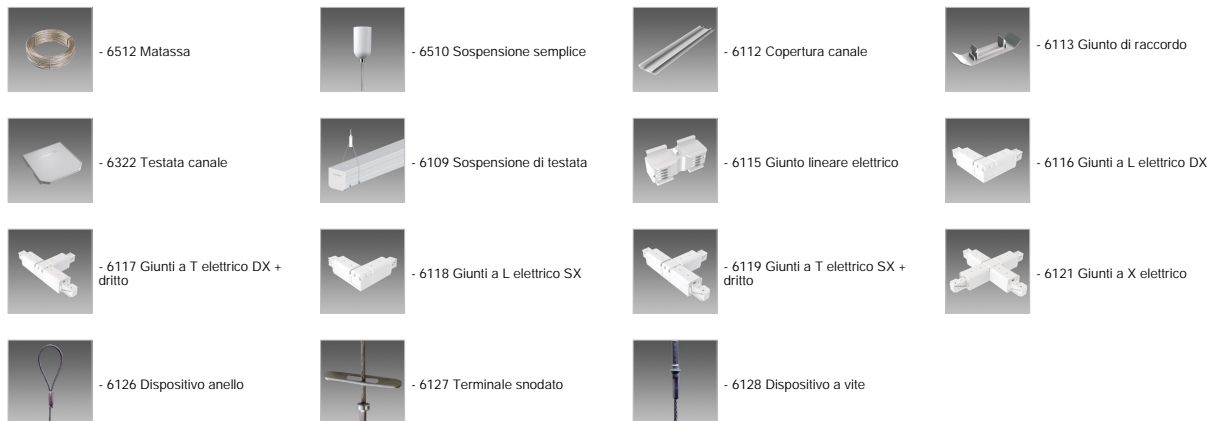 - 6512 Matassa
- 6510 Sospensione semplice
- 6112 Copertura canale
- 6113 Giunto di raccordo
- 6322 Testata canale
- 6109 Sospensione di testata
- 6115 Giunto lineare elettrico
- 6116 Giunti a L elettrico DX
- 6117 Giunti a T elettrico DX +
dritto
- 6118 Giunti a L elettrico SX
- 6119 Giunti a T elettrico SX +
dritto
- 6121 Giunti a X elettrico
- 6126 Dispositivo anello
- 6127 Terminale snodato
- 6128 Dispositivo a vite